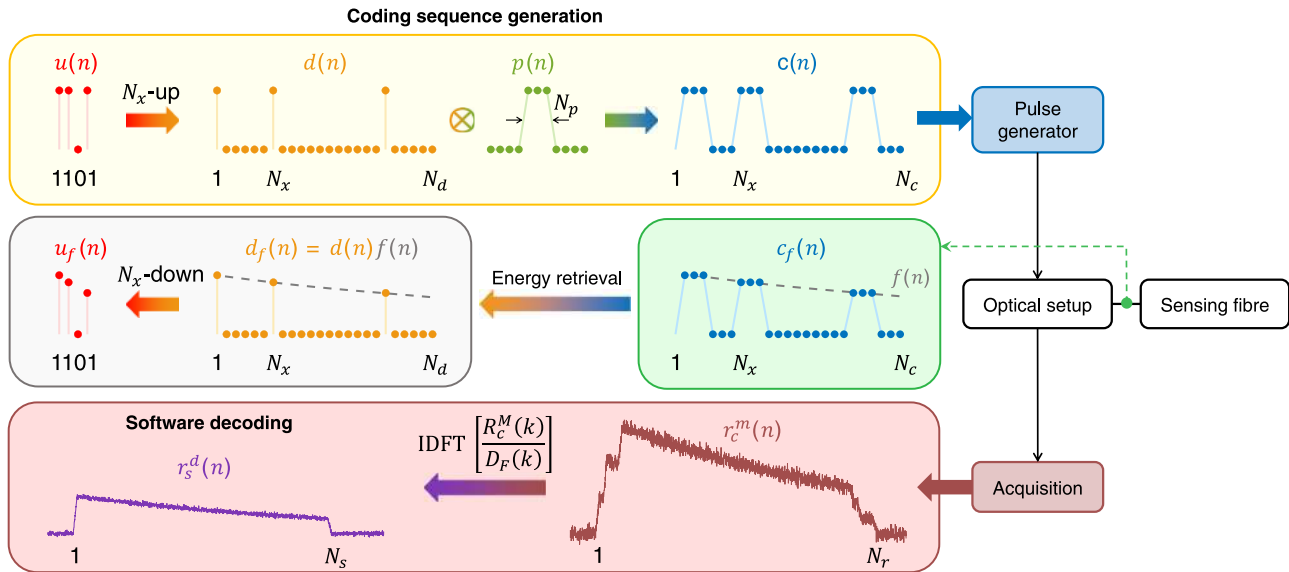 Coding sequence generation
u(n)
N_x-up
d(n)
p(n)
N_p
c(n)
Pulse
generator
1101
1
N_x
N_d
1
N_x
N_c
u_f(n)
N_x-down
d_f(n) = d(n)f(n)
Energy retrieval
c_f(n)
f(n)
Optical setup
Sensing fibre
1101
1
N_x
N_d
1
N_x
N_c
Software decoding
r_s^d(n)
IDFT [R_c^M(k)/D_F(k)]
r_c^m(n)
Acquisition
1
N_s
1
N_r